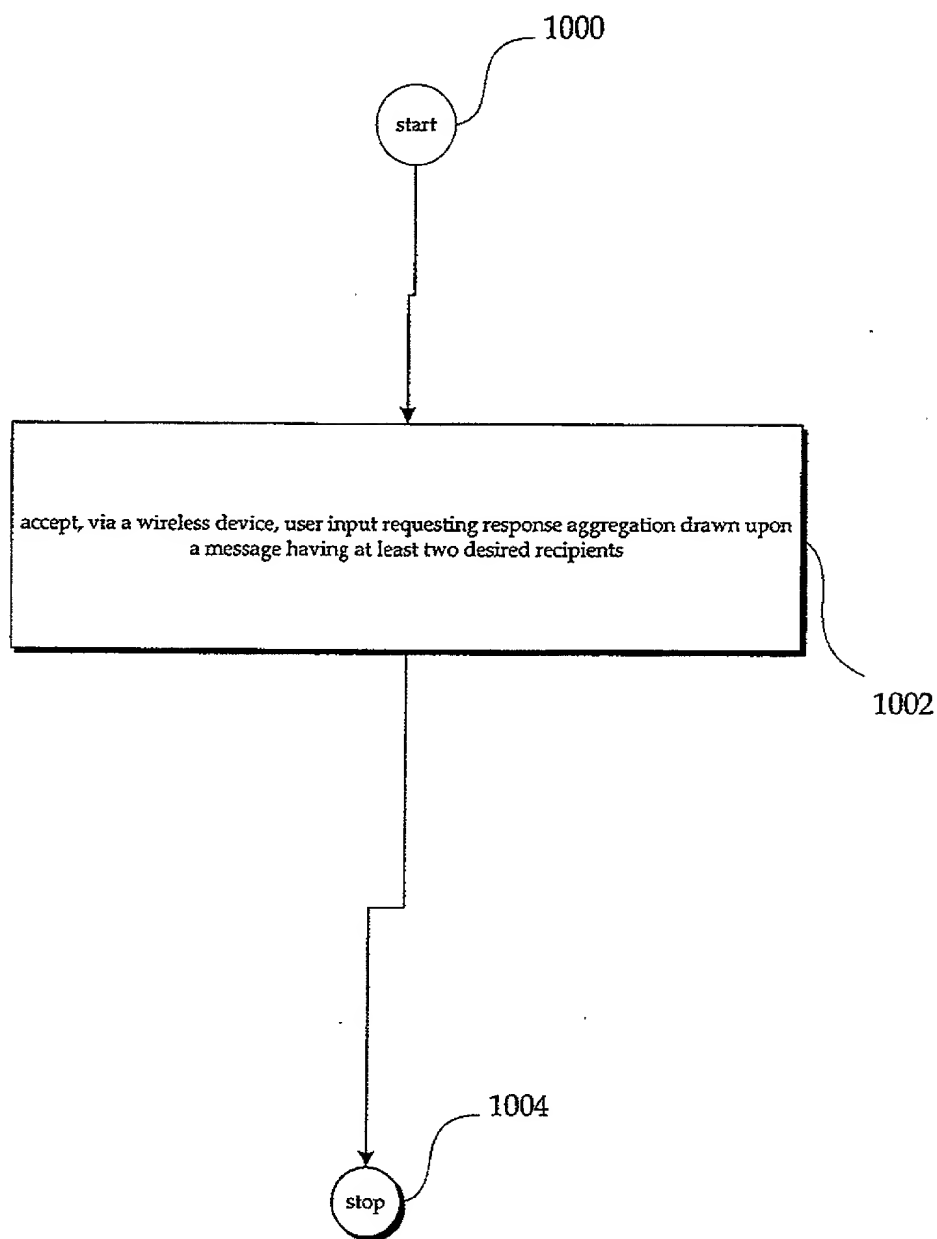 1000
start
accept, via a wireless device, user input requesting response aggregation drawn upon
a message having at least two desired recipients
1002
1004
stop